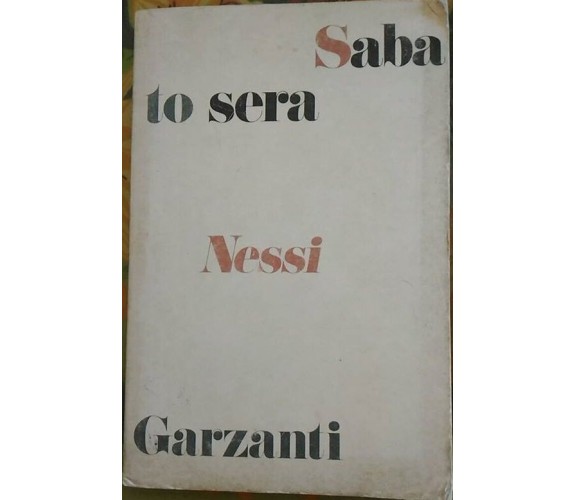 Saba
to sera
Nessi
Garzanti